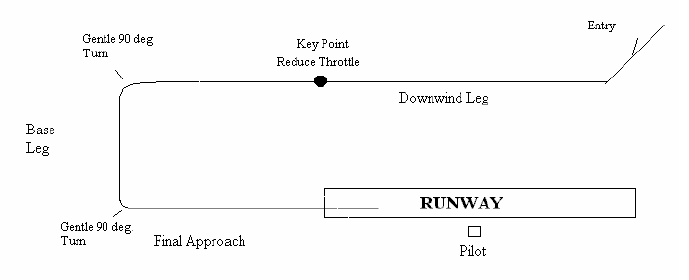 Entry
Gentle 90 deg
Turn
Key Point
Reduce Throttle
Downwind Leg
Base
Leg
RUNWAY
Gentle 90 deg.
Turn
Final Approach
Pilot